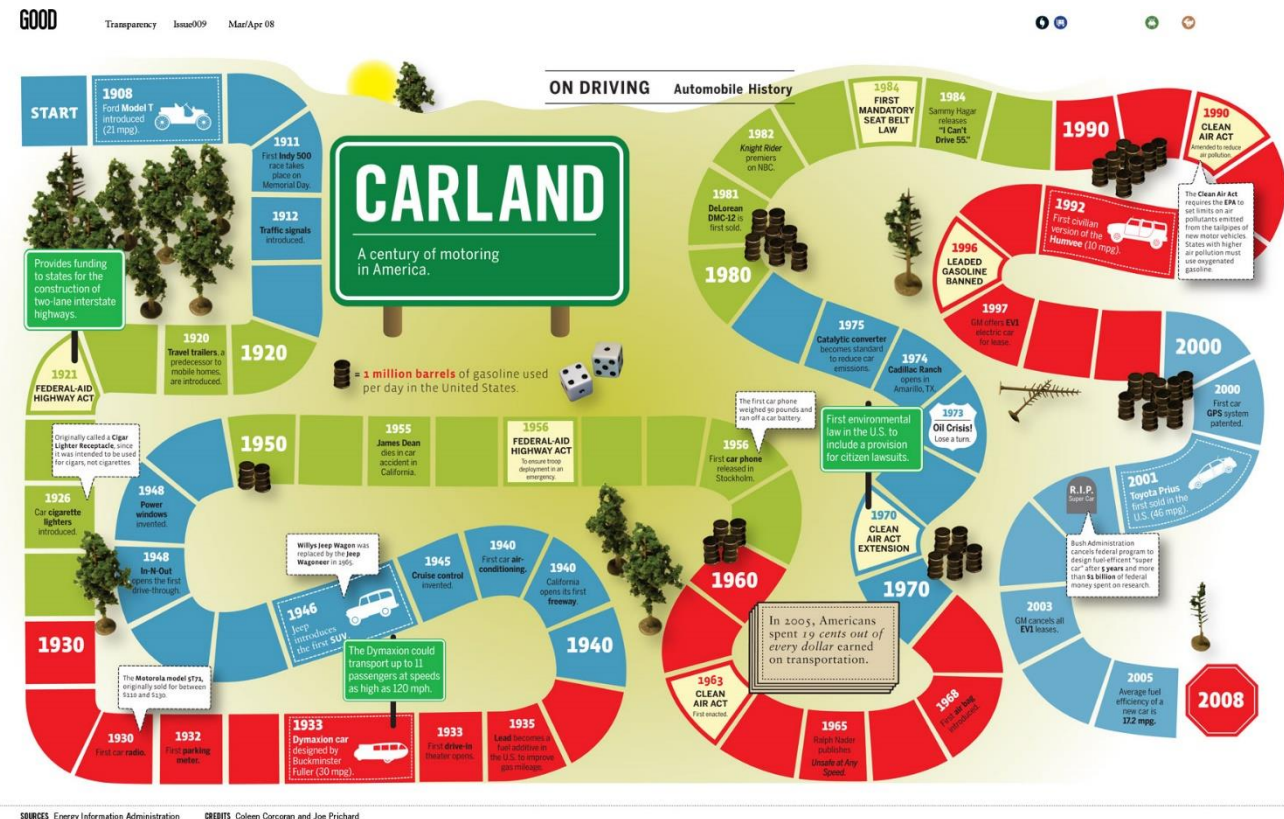 GOOD
Transparency Issue009 Mar/Apr 08
ON DRIVING Automobile History
START
1908
Ford Model T
introduced
(21 mpg).
1911
First Indy 500
race takes
place on
Memorial Day.
1912
Traffic signals
introduced.
CARLAND
A century of motoring
in America.
= 1 million barrels of gasoline used
per day in the United States.
1920
1920
Travel trailers, a
predecessor to
mobile homes,
are introduced.
Provides funding
to states for the
construction of
two-lane interstate
highways.
1921
FEDERAL-AID
HIGHWAY ACT
Originally called a Cigar
Lighter Receptacle, since
it was intended to be used
for cigars, not cigarettes.
1926
Car cigarette
lighters
introduced.
1930
The Motorola model 5T71,
originally sold for between
$110 and $130.
1930
First car radio.
1932
First parking
meter.
1933
Dymaxion car
designed by
Buckminster
Fuller (30 mpg).
The Dymaxion could
transport up to 11
passengers at speeds
as high as 120 mph.
1933
First drive-in
theater opens.
1935
Lead becomes a
fuel additive in
the U.S. to improve
gas mileage.
1940
1940
California
opens its first
freeway.
1940
First car air-
conditioning.
1945
Cruise control
invented.
Willys Jeep Wagon was
replaced by the Jeep
Wagoneer in 1965.
1946
Jeep
introduces
the first SUV.
1948
In-N-Out
opens the first
drive-through.
1948
Power
windows
invented.
1950
1955
James Dean
dies in car
accident in
California.
1956
FEDERAL-AID
HIGHWAY ACT
To ensure troop
deployment in an
emergency.
The first car phone
weighed 90 pounds and
ran off a car battery.
1956
First car phone
released in
Stockholm.
1960
1963
CLEAN
AIR ACT
First enacted.
In 2005, Americans
spent 19 cents out of
every dollar earned
on transportation.
1965
Ralph Nader
publishes
Unsafe at Any
Speed.
1968
First air bag
introduced.
1970
1970
CLEAN
AIR ACT
EXTENSION
First environmental
law in the U.S. to
include a provision
for citizen lawsuits.
1973
Oil Crisis!
Lose a turn.
1974
Cadillac Ranch
opens in
Amarillo, TX.
1975
Catalytic converter
becomes standard
to reduce car
emissions.
1980
1981
DeLorean
DMC-12 is
first sold.
1982
Knight Rider
premiers
on NBC.
1984
FIRST
MANDATORY
SEAT BELT
LAW
1984
Sammy Hagar
releases
"I Can't
Drive 55."
1990
1990
CLEAN
AIR ACT
Amended to reduce
air pollution.
The Clean Air Act
requires the EPA to
set limits on air
pollutants emitted
from the tailpipes of
new motor vehicles.
States with higher
air pollution must
use oxygenated
gasoline.
1992
First civilian
version of the
Humvee (10 mpg).
1996
LEADED
GASOLINE
BANNED
1997
GM offers EV1
electric car
for lease.
2000
2000
First car
GPS system
patented.
2001
Toyota Prius
first sold in the
U.S. (46 mpg).
R.I.P.
Super Car
Bush Administration
cancels federal program to
design fuel-efficent "super
car" after 5 years and more
than $1 billion of federal
money spent on research.
2003
GM cancels all
EV1 leases.
2005
Average fuel
efficiency of a
new car is
17.2 mpg.
2008
SOURCES Energy Information Administration CREDITS Coleen Corcoran and Joe Prichard